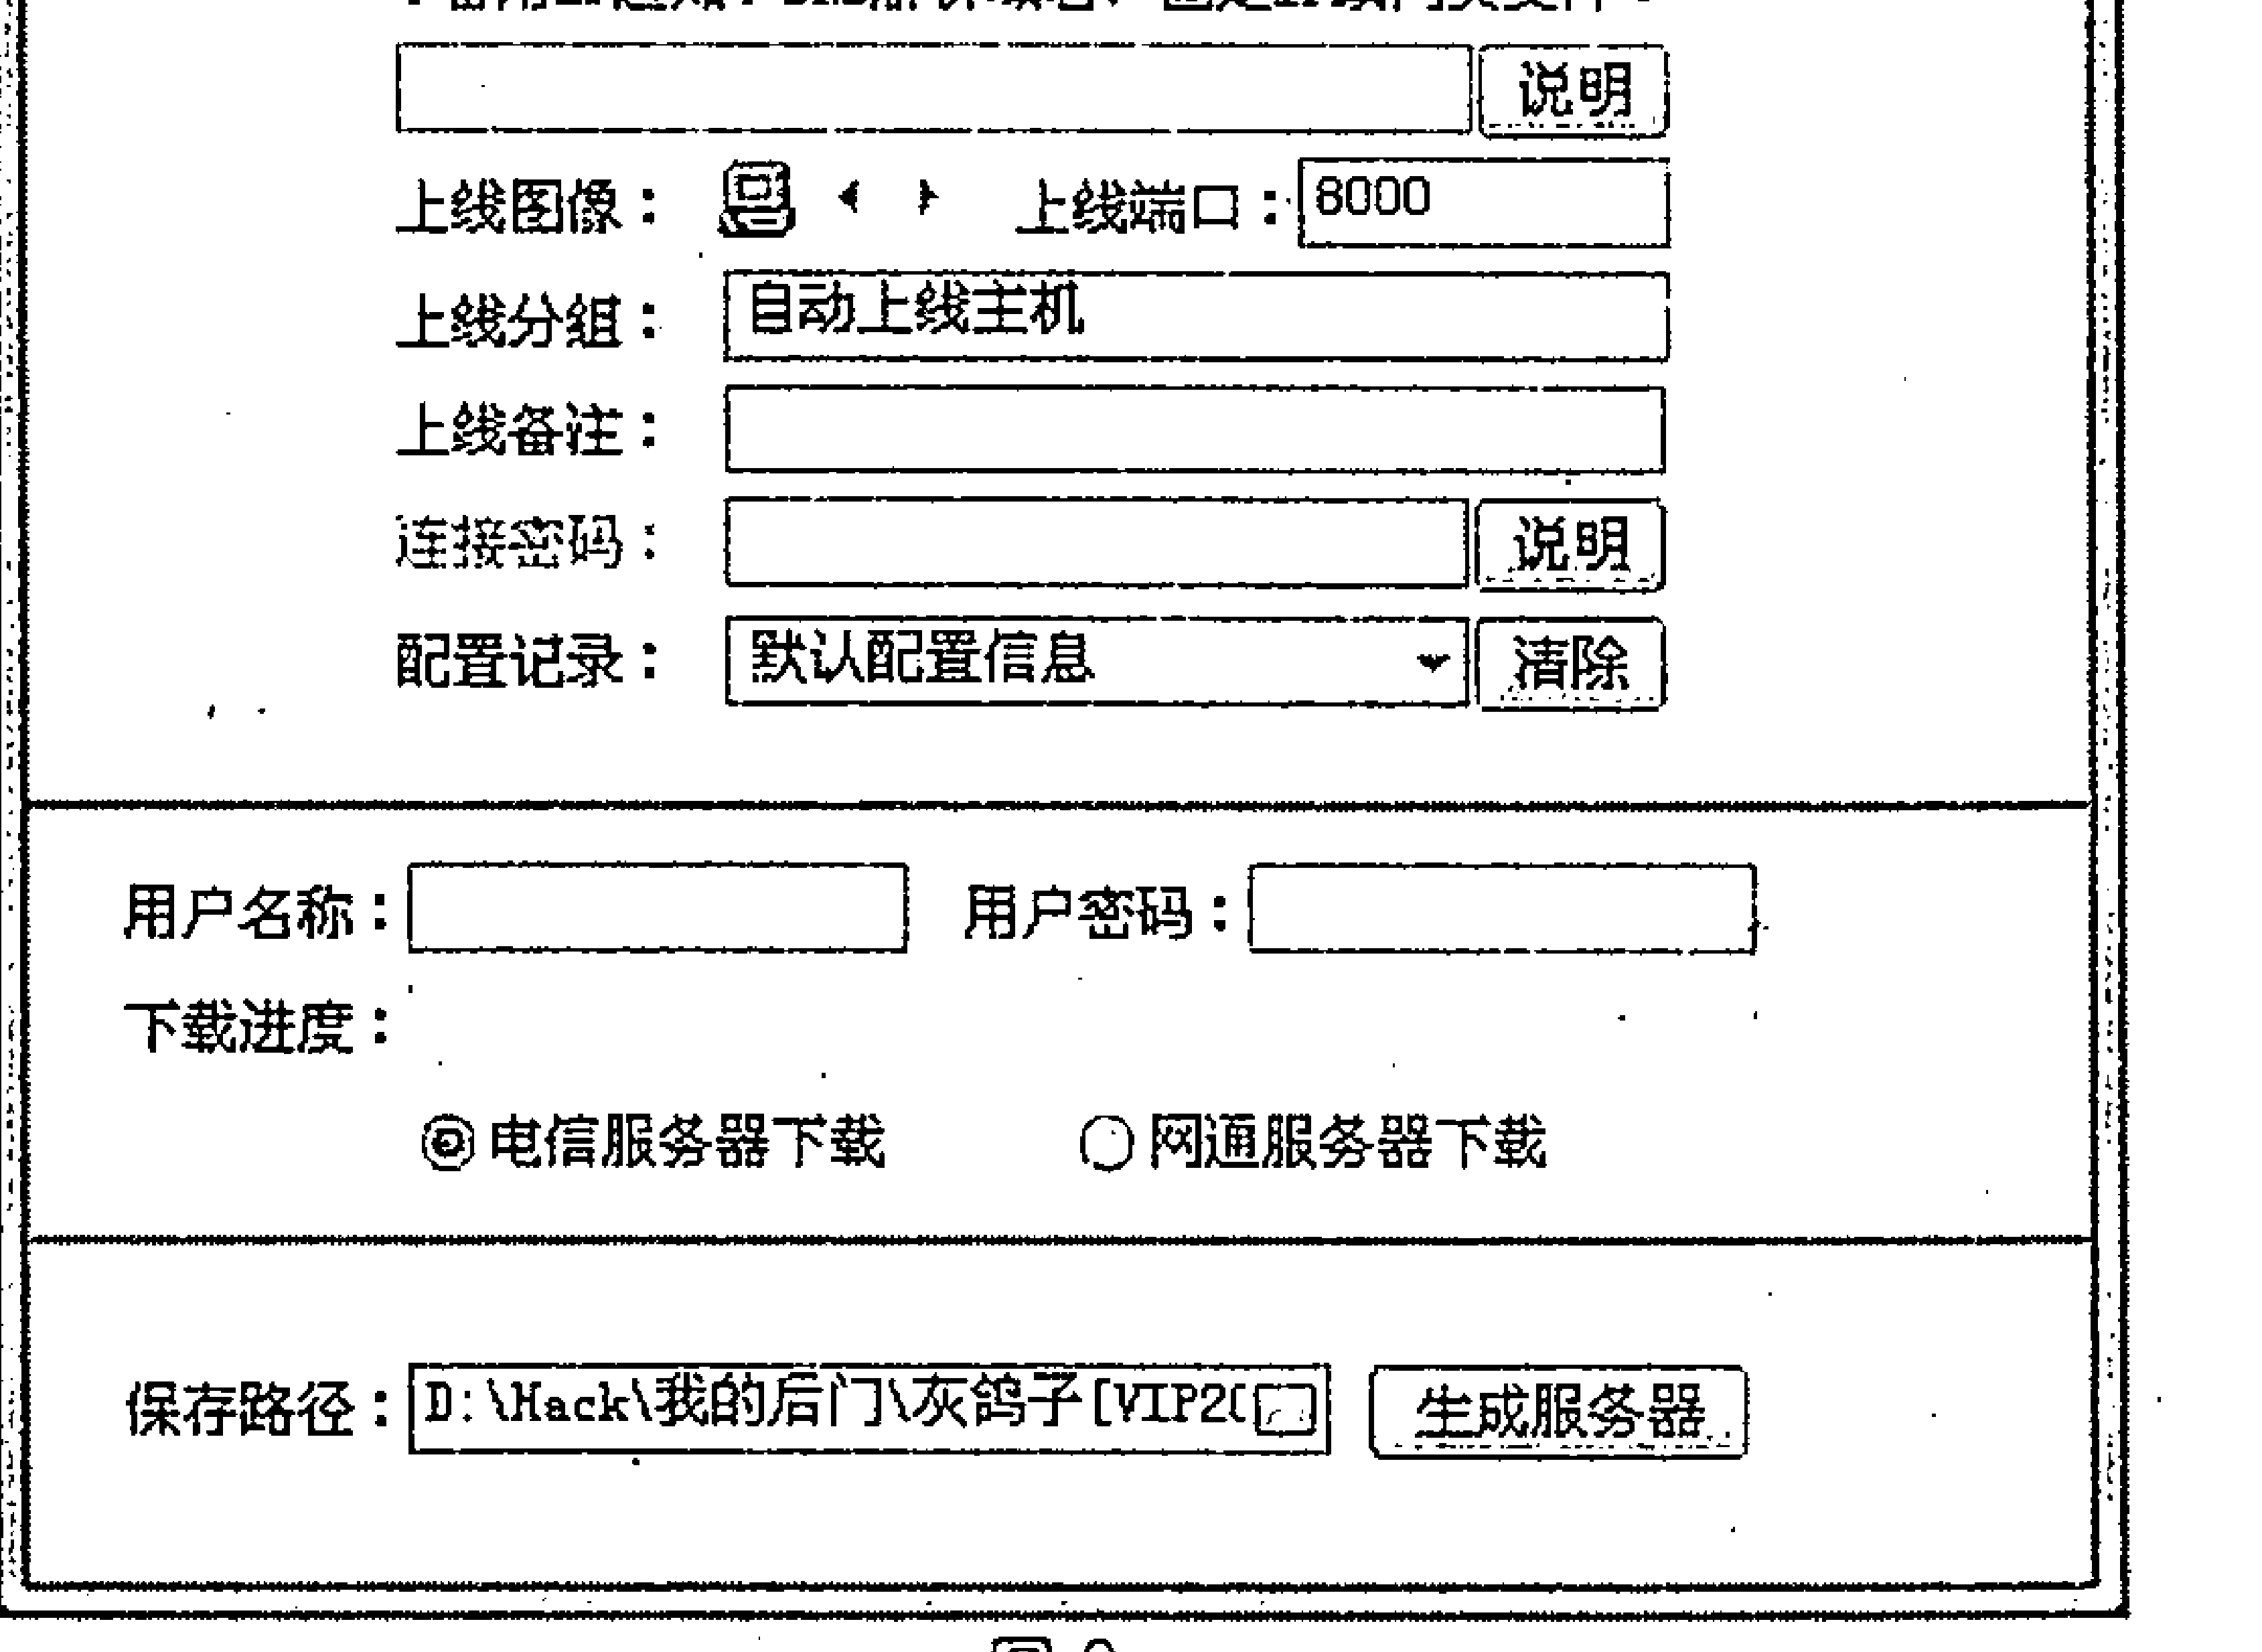 说明
上线图像： 上线端口： 8000
上线分组： 自动上线主机
上线备注：
连接密码： 说明
配置记录： 默认配置信息 清除
用户名称： 用户密码：
下载进度：
电信服务器下载 网通服务器下载
保存路径： D:\Hack\我的后门\灰鸽子[VIP2 生成服务器